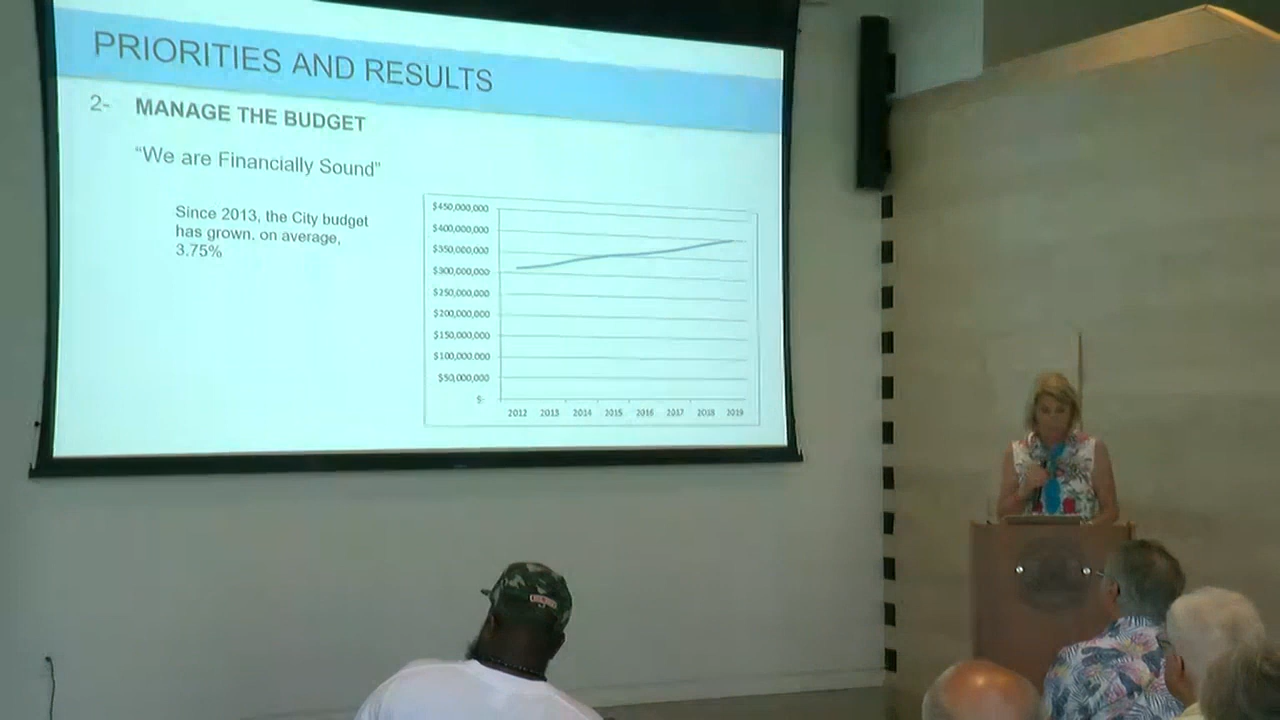 PRIORITIES AND RESULTS
2- MANAGE THE BUDGET
"We are Financially Sound"
Since 2013, the City budget
has grown. on average,
3.75%
$450,000,000
$400,000,000
$350,000,000
$300,000,000
$250,000,000
$200,000,000
$150,000,000
$100,000,000
$50,000,000
$-
2012 2013 2014 2015 2016 2017 2018 2019